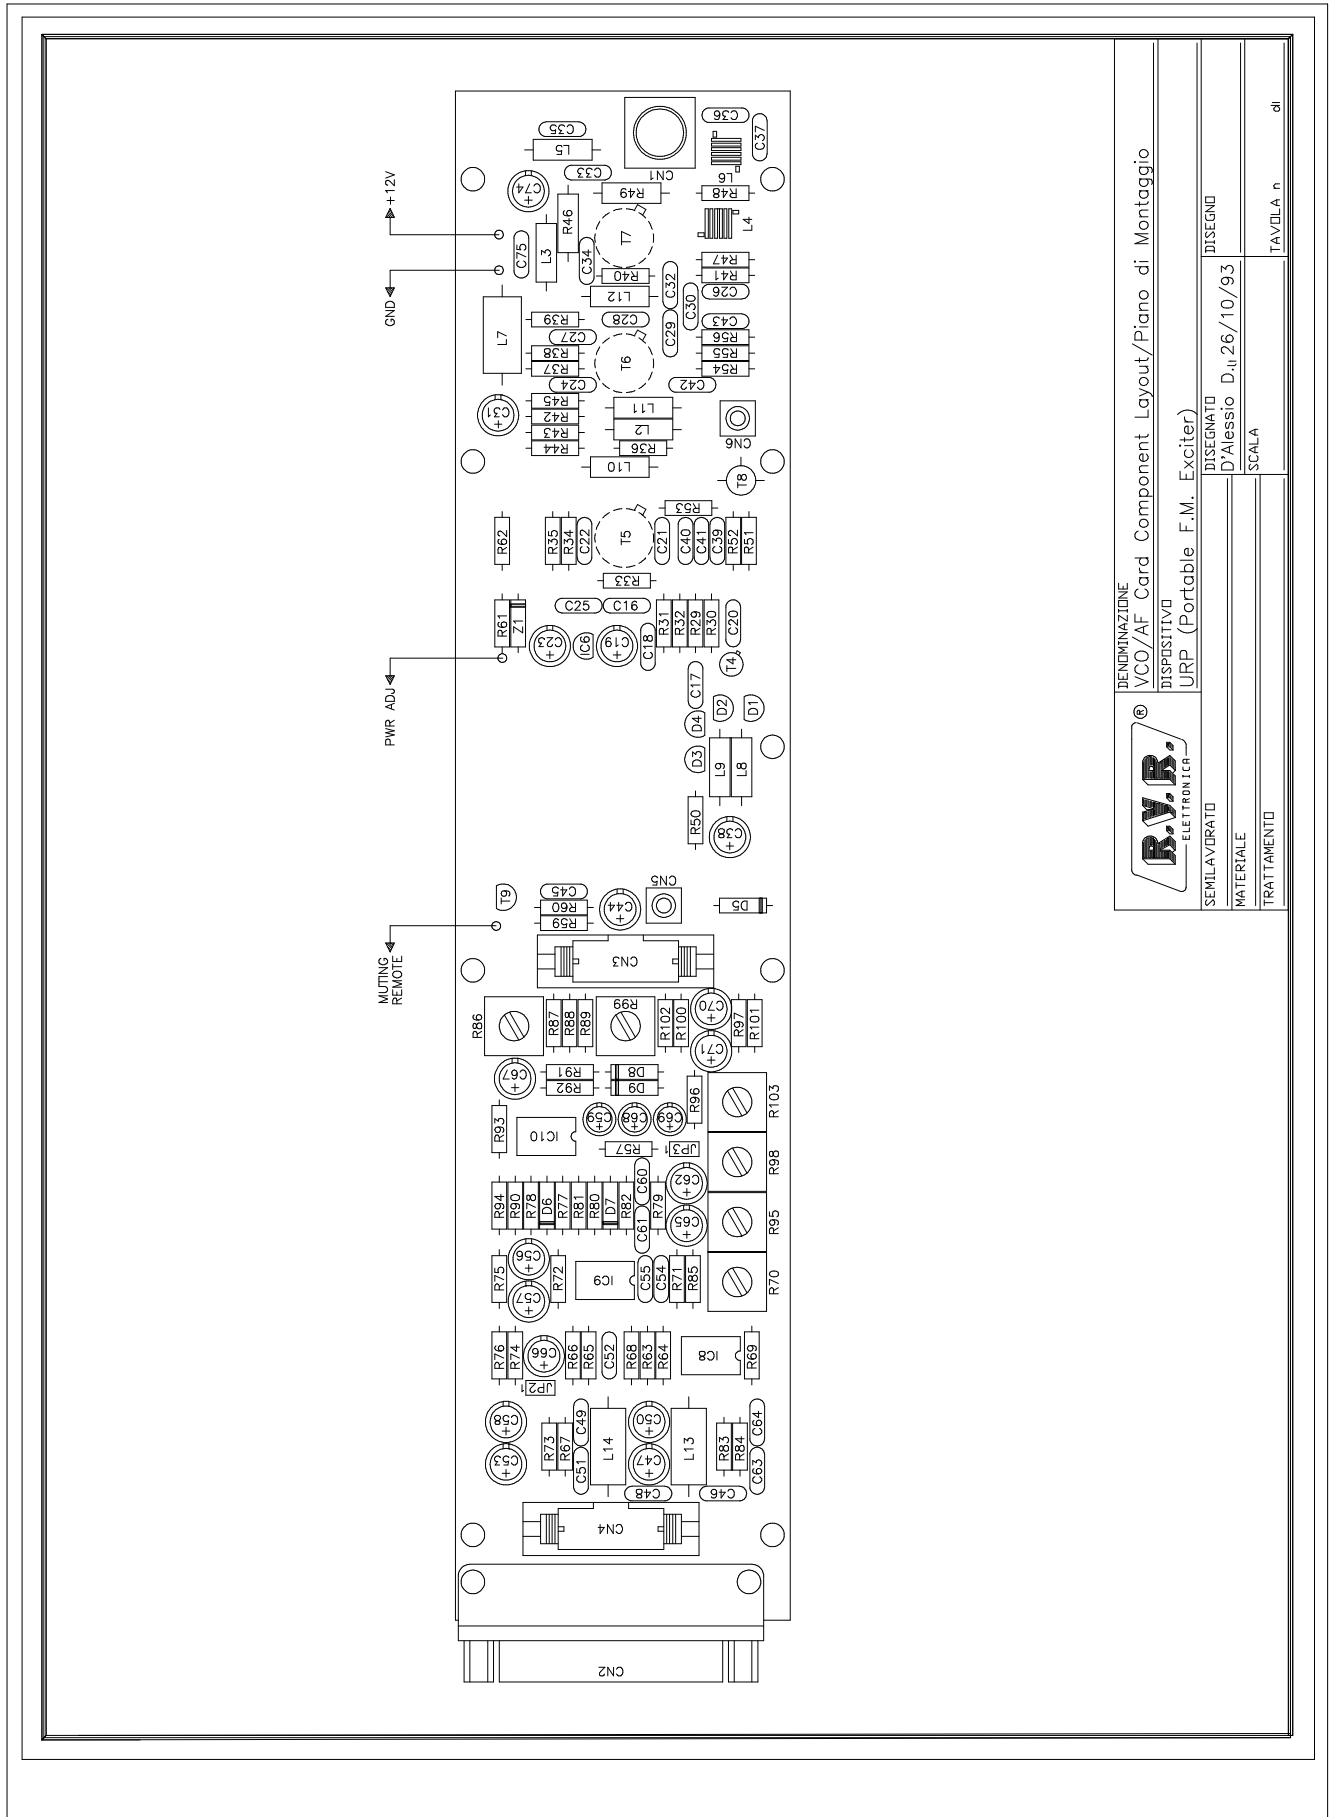 +12V
GND
PWR ADJ
MUTING
REMOTE
C36
C37
C35
L5
CN1
L6
C33
C74
R49
R48
R46
T7
L4
C75
L3
C34
R40
R47
R41
C32
L12
C26
C30
L7
R39
C28
C43
C27
C29
R56
R38
R55
T6
R37
R54
C24
C42
R45
L11
C31
R42
CN6
R43
L2
R44
R36
L10
T8
R53
R62
R35
R34
C22
T5
C21
C40
C41
C39
R52
R51
R33
C25
C16
R61
Z1
C23
IC6
C19
C18
R31
R32
R29
R30
C20
T4
C17
D4
D2
D1
D3
L9
L8
R50
C38
T9
C45
R60
R59
C44
CN5
D5
CN3
R86
R87
R88
R89
R99
R102
R100
C70
C71
R97
R101
C67
R91
R92
D8
D9
R96
R103
R93
IC10
C59
C68
C69
R57
1
JP3
R98
R94
R90
R78
D6
R77
R81
R80
D7
R82
C60
C61
R79
C62
C65
R95
R75
C56
C57
R72
IC9
C55
C54
R71
R85
R70
R76
R74
C66
R66
R65
C52
R68
R63
R64
IC8
R69
JP2
1
C58
C53
R73
R67
C49
C51
L14
C50
C47
L13
R83
R84
C64
C63
C48
C46
CN4
CN2
R.V.R.
®
ELETTRONICA
DENOMINAZIONE
VCO/AF Card Component Layout/Piano di Montaggio
DISPOSITIVO
URP (Portable F.M. Exciter)
SEMILAVORATO
MATERIALE
TRATTAMENTO
DISEGNATO
D'Alessio D.li 26/10/93
SCALA
DISEGNO
TAVOLA n di